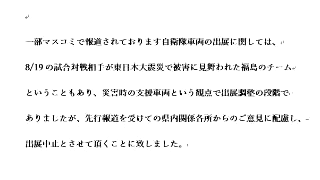 一部マスコミで報道されております自衛隊車両の出展に関しては、
8/19の試合対戦相手が東日本大震災で被害に見舞われた福島のチーム
ということもあり、災害時の支援車両という観点で出展調整の段階で
ありましたが、先行報道を受けての県内関係各所からのご意見に配慮し、
出展中止とさせて頂くことに致しました。